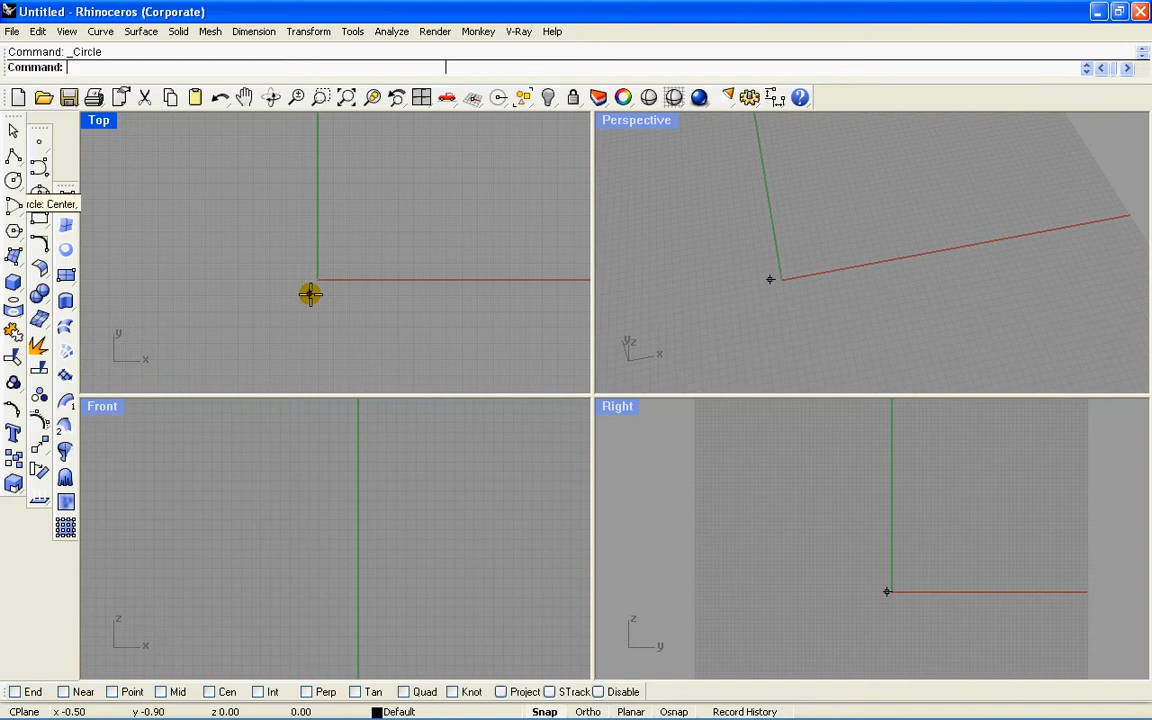 Untitled - Rhinoceros (Corporate)
File Edit View Curve Surface Solid Mesh Dimension Transform Tools Analyze Render Monkey V-Ray Help
Command: _Circle
Command:
Top
Perspective
rcle: Center,
y
x
y z
x
Front
Right
z
x
z
y
1
2
T
End Near Point Mid Cen Int Perp Tan Quad Knot Project STrack Disable
CPlane x -0.50 y -0.90 z 0.00 0.00 Default Snap Ortho Planar Osnap Record History